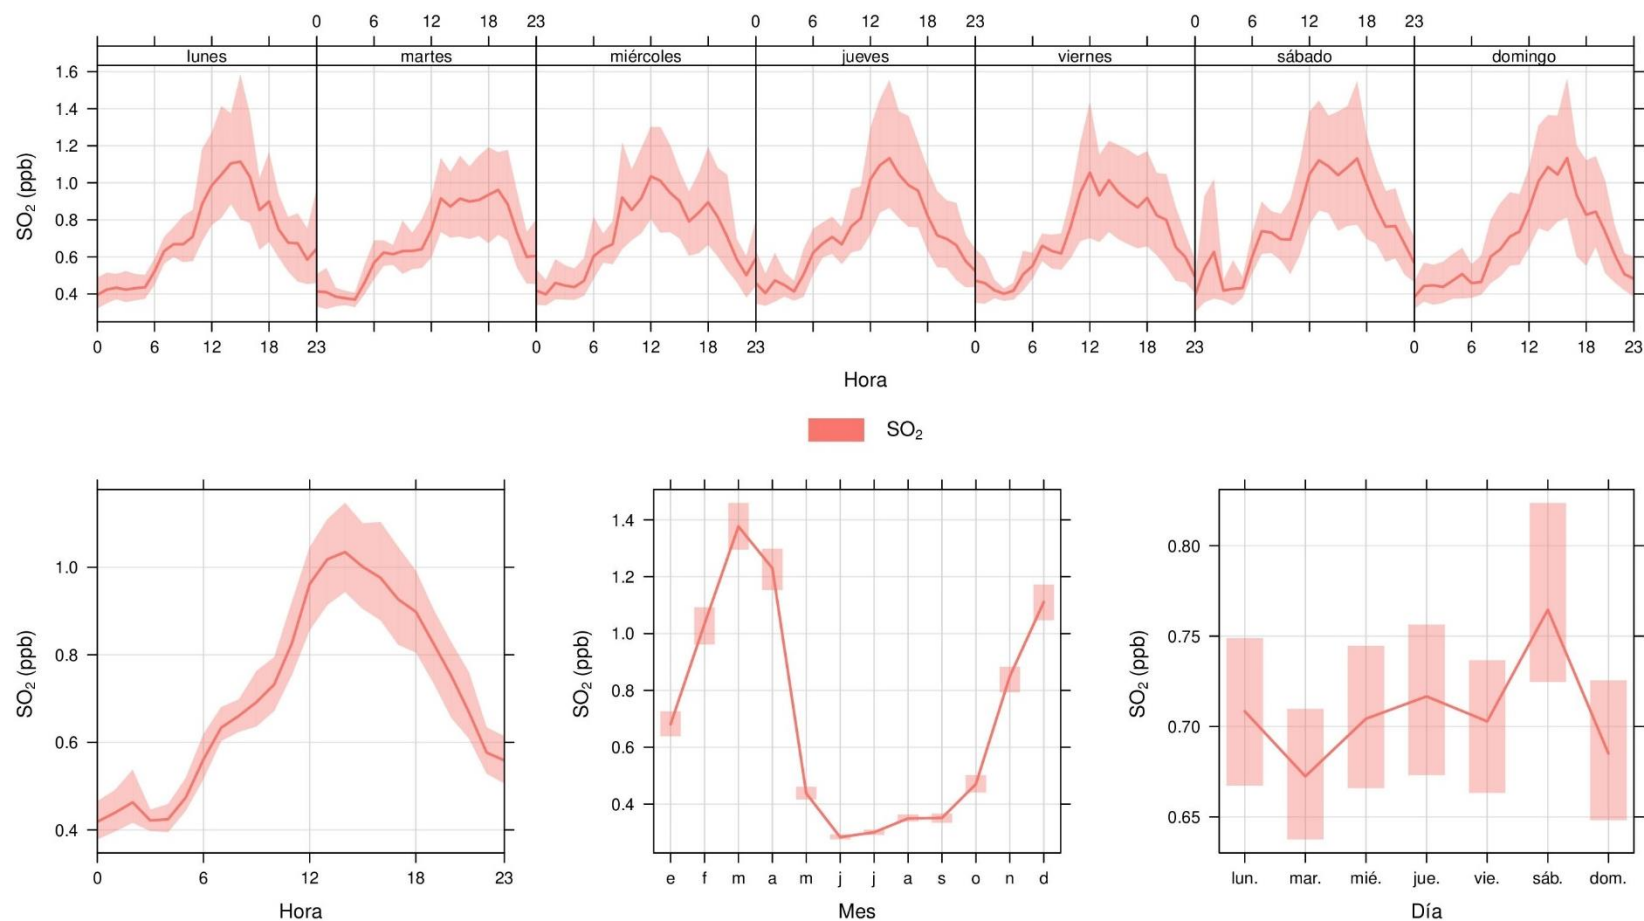 0 6 12 18 23 0 6 12 18 23 0 6 12 18 23
lunes martes miércoles jueves viernes sábado domingo
1.6
1.4
1.2
1.0
0.8
0.6
0.4
SO₂ (ppb)
0 6 12 18 23 0 6 12 18 23 0 6 12 18 23 0 6 12 18 23
Hora
SO₂
1.0
0.8
0.6
0.4
SO₂ (ppb)
0 6 12 18 23
Hora
1.4
1.2
1.0
0.8
0.6
0.4
SO₂ (ppb)
e f m a m j j a s o n d
Mes
0.80
0.75
0.70
0.65
SO₂ (ppb)
lun. mar. mié. jue. vie. sáb. dom.
Día